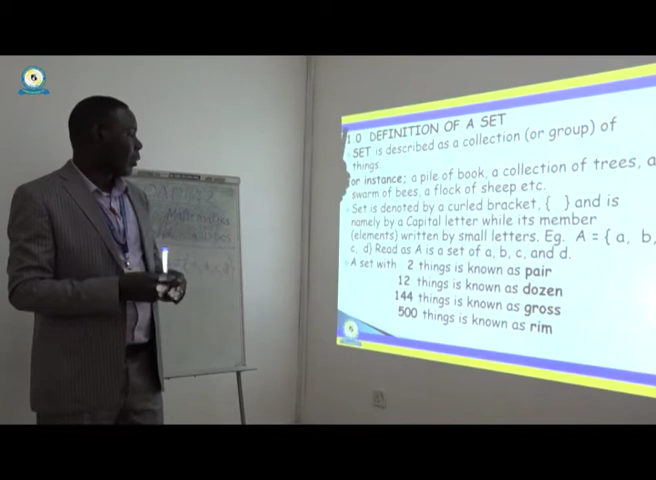 1 0 DEFINITION OF A SET
SET is described as a collection (or group) of
things.
or instance; a pile of book, a collection of trees, a
swarm of bees, a flock of sheep etc.
Set is denoted by a curled bracket, { } and is
namely by a Capital letter while its member
(elements) written by small letters. Eg. A = { a, b,
c, d) Read as A is a set of a, b, c, and d.
A set with 2 things is known as pair
12 things is known as dozen
144 things is known as gross
500 things is known as rim